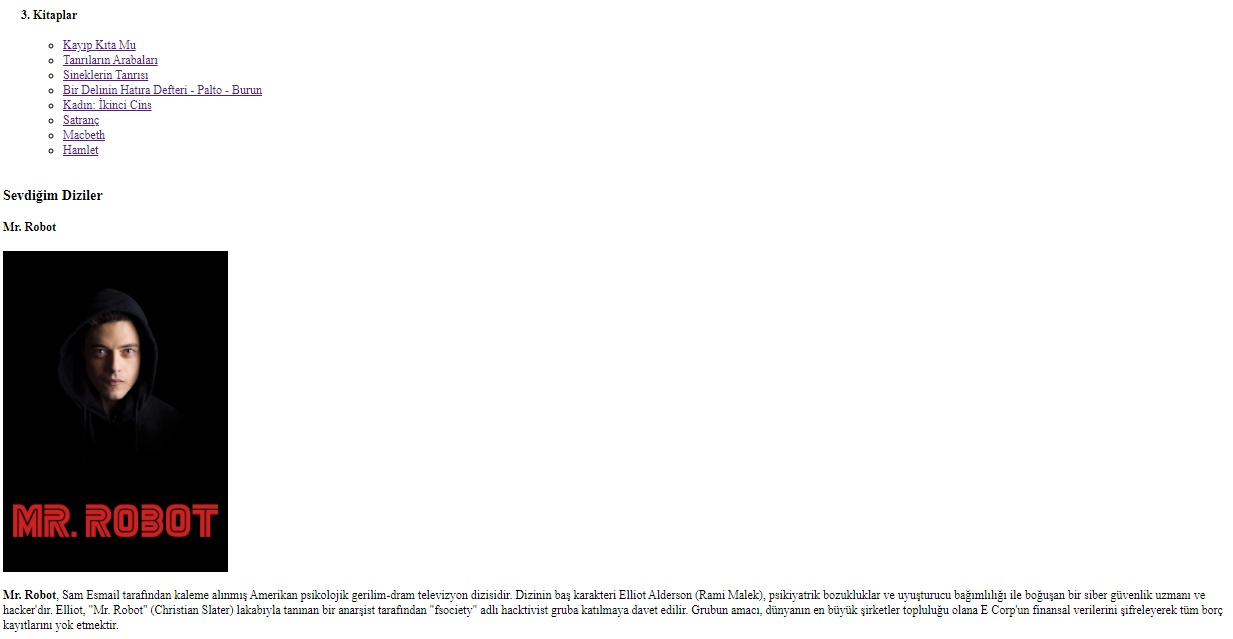 3. Kitaplar
Kayıp Kıta Mu
Tanrıların Arabaları
Sineklerin Tanrısı
Bir Delinin Hatıra Defteri - Palto - Burun
Kadın: İkinci Cins
Satranç
Macbeth
Hamlet
Sevdiğim Diziler
Mr. Robot
MR. ROBOT
Mr. Robot, Sam Esmail tarafından kaleme alınmış Amerikan psikolojik gerilim-dram televizyon dizisidir. Dizinin baş karakteri Elliot Alderson (Rami Malek), psikiyatrik bozukluklar ve uyuşturucu bağımlılığı ile boğuşan bir siber güvenlik uzmanı ve
hacker'dır. Elliot, "Mr. Robot" (Christian Slater) lakabıyla tanınan bir anarşist tarafından "fsociety" adlı hacktivist gruba katılmaya davet edilir. Grubun amacı, dünyanın en büyük şirketler topluluğu olana E Corp'un finansal verilerini şifreleyerek tüm borç
kayıtlarını yok etmektir.